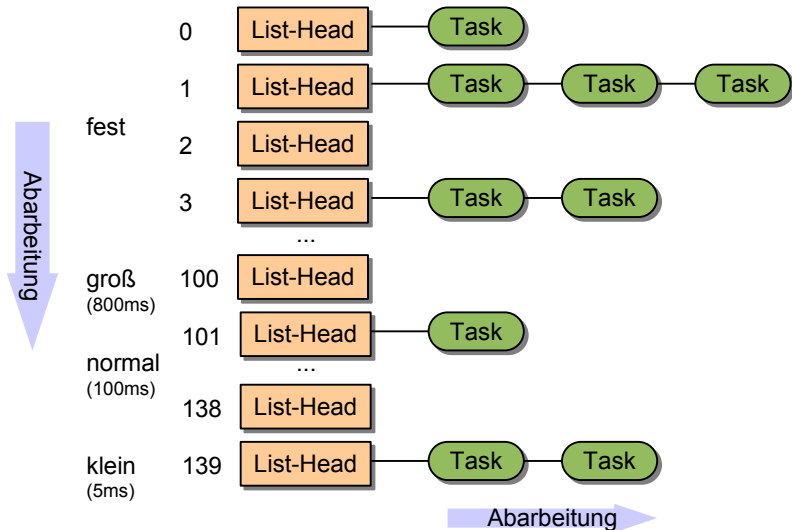 0 List-Head Task
1 List-Head Task Task Task
fest
2 List-Head
3 List-Head Task Task
...
groß 100 List-Head
(800ms)
101 List-Head Task
normal ...
(100ms)
138 List-Head
klein 139 List-Head Task Task
(5ms)
Abarbeitung
Abarbeitung